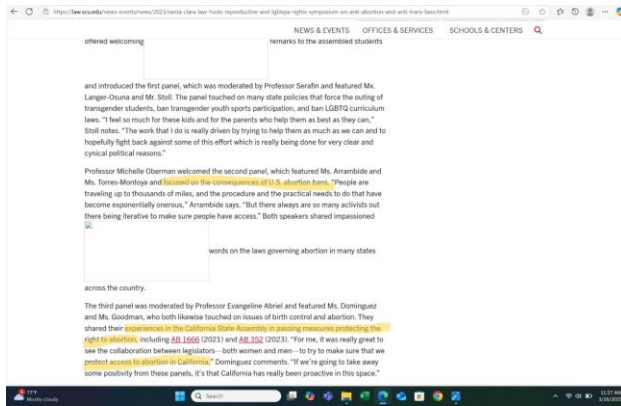 https://law.scu.edu/news-events/news/2023/santa-clara-law-hosts-reproductive-and-lgbtqia-rights-symposium-on-anti-abortion-and-anti-trans-laws.html
NEWS & EVENTS OFFICES & SERVICES SCHOOLS & CENTERS
offered welcoming remarks to the assembled students
and introduced the first panel, which was moderated by Professor Serafin and featured Mx.
Langer-Osuna and Mr. Stoll. The panel touched on many state policies that force the outing of
transgender students, ban transgender youth sports participation, and ban LGBTQ curriculum
laws. "I feel so much for these kids and for the parents who help them as best as they can,"
Stoll notes. "The work that I do is really driven by trying to help them as much as we can and to
hopefully fight back against some of this effort which is really being done for very clear and
cynical political reasons."
Professor Michelle Oberman welcomed the second panel, which featured Ms. Arrambide and
Ms. Torres-Montoya and focused on the consequences of U.S. abortion bans. "People are
traveling up to thousands of miles, and the procedure and the practical needs to do that have
become exponentially onerous," Arrambide says. "But there always are so many activists out
there being iterative to make sure people have access." Both speakers shared impassioned
words on the laws governing abortion in many states
across the country.
The third panel was moderated by Professor Evangeline Abriel and featured Ms. Dominguez
and Ms. Goodman, who both likewise touched on issues of birth control and abortion. They
shared their experiences in the California State Assembly in passing measures protecting the
right to abortion, including AB 1666 (2021) and AB 352 (2023). "For me, it was really great to
see the collaboration between legislators—both women and men—to try to make sure that we
protect access to abortion in California," Dominguez comments. "If we're going to take away
some positivity from these panels, it's that California has really been proactive in this space."
77°F
Mostly cloudy
Search
11:27 AM